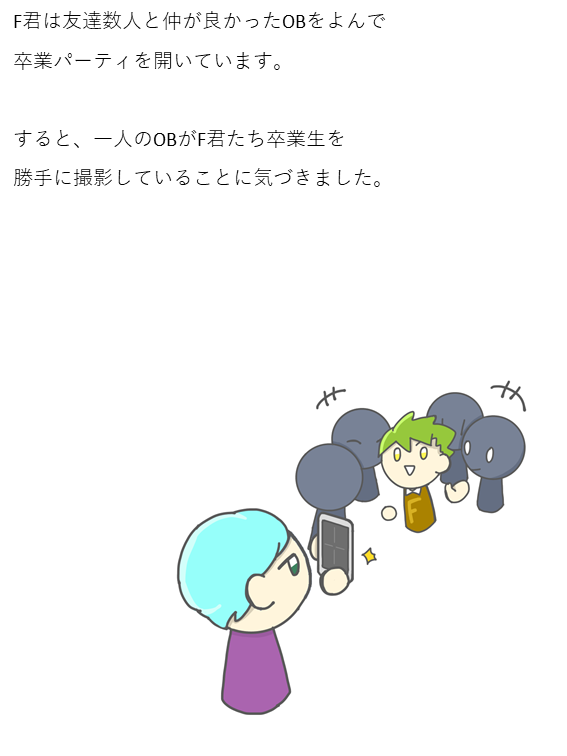 F君は友達数人と仲が良かったOBをよんで
卒業パーティを開いています。
すると、一人のOBがF君たち卒業生を
勝手に撮影していることに気づきました。
F